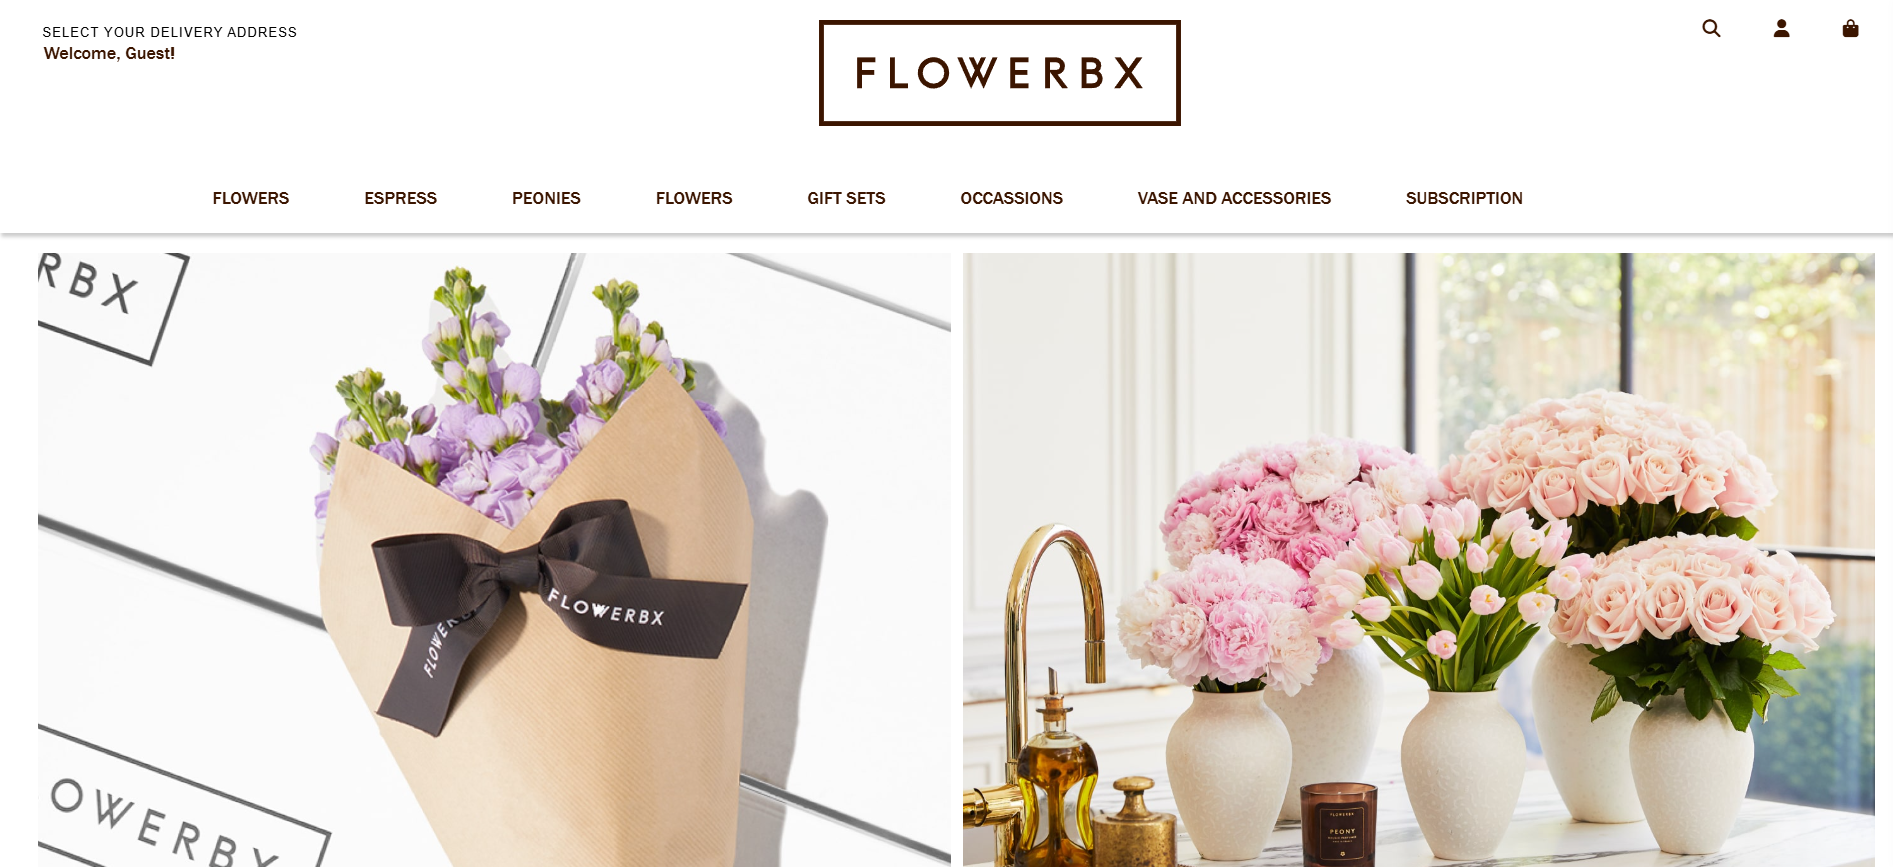 SELECT YOUR DELIVERY ADDRESS
Welcome, Guest!
FLOWERBX
FLOWERS
ESPRESS
PEONIES
FLOWERS
GIFT SETS
OCCASSIONS
VASE AND ACCESSORIES
SUBSCRIPTION
RBX
FLOWERBX
FLOWER
OWERBX
FLOWERBX
PEONY